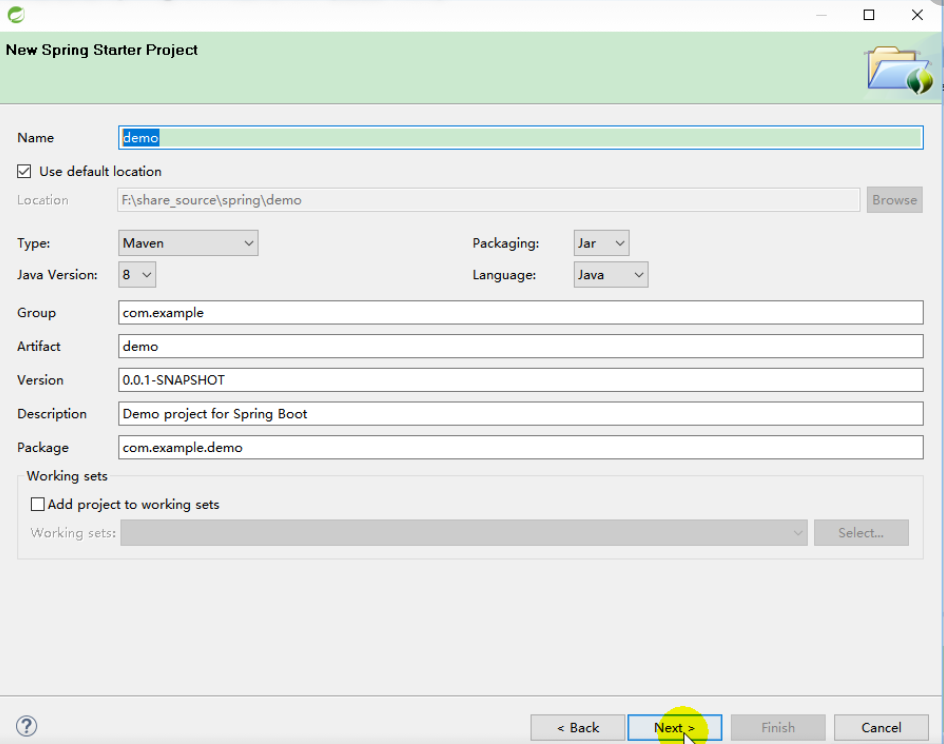 New Spring Starter Project
Name demo
Use default location
Location F:\share_source\spring\demo Browse
Type: Maven Packaging: Jar
Java Version: 8 Language: Java
Group com.example
Artifact demo
Version 0.0.1-SNAPSHOT
Description Demo project for Spring Boot
Package com.example.demo
Working sets
Add project to working sets
Working sets: Select...
? < Back Next > Finish Cancel